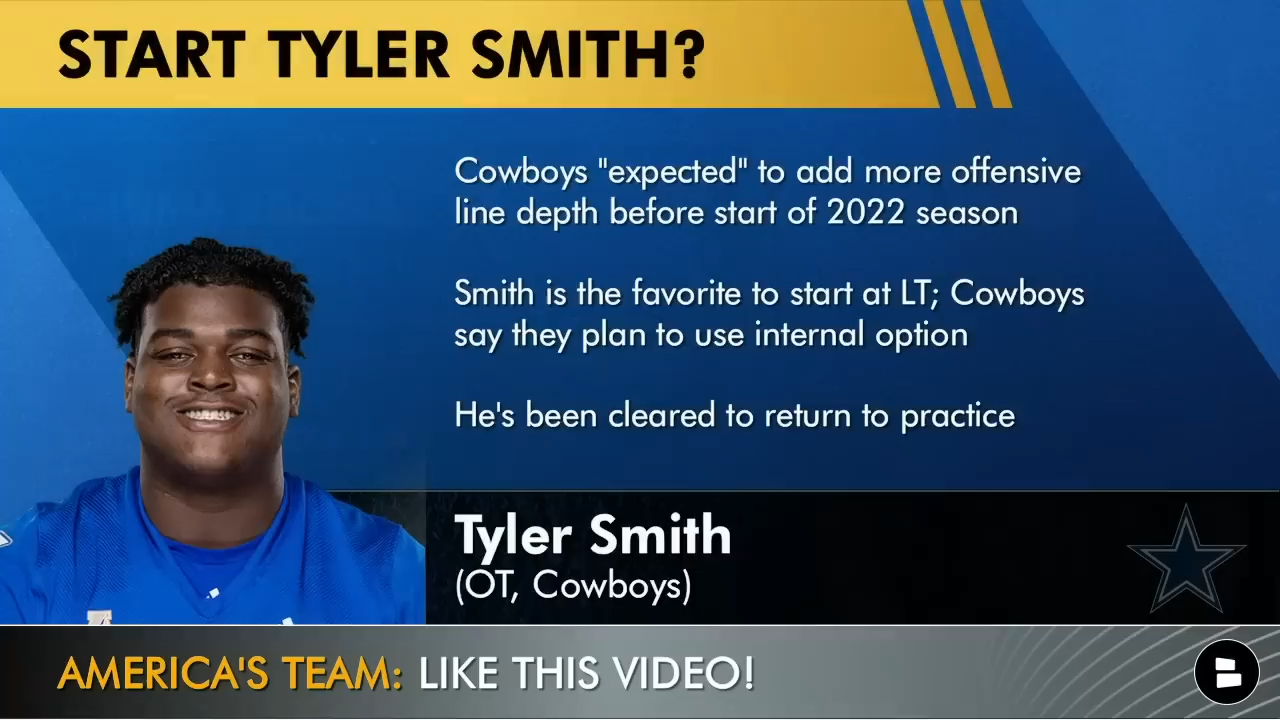 START TYLER SMITH?
Cowboys "expected" to add more offensive
line depth before start of 2022 season
Smith is the favorite to start at LT; Cowboys
say they plan to use internal option
He's been cleared to return to practice
Tyler Smith
(OT, Cowboys)
AMERICA'S TEAM: LIKE THIS VIDEO!